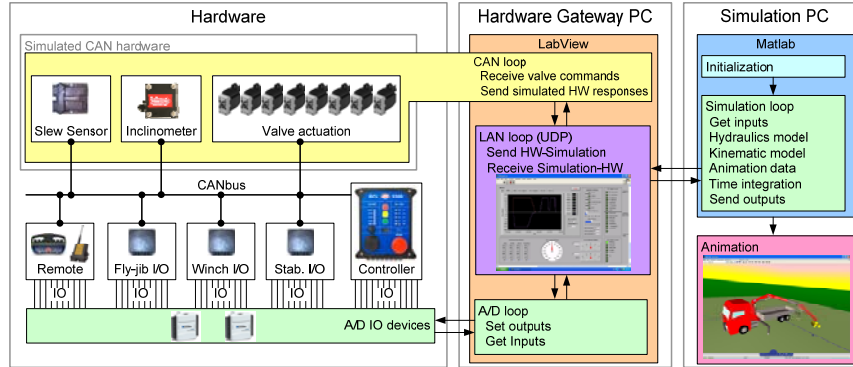 Hardware
Simulated CAN hardware
Slew Sensor
Inclinometer
Valve actuation
CANbus
Remote
Fly-jib I/O
Winch I/O
Stab. I/O
Controller
IO
IO
IO
IO
IO
A/D IO devices
Hardware Gateway PC
LabView
CAN loop
Receive valve commands
Send simulated HW responses
LAN loop (UDP)
Send HW-Simulation
Receive Simulation-HW
A/D loop
Set outputs
Get Inputs
Simulation PC
Matlab
Initialization
Simulation loop
Get inputs
Hydraulics model
Kinematic model
Animation data
Time integration
Send outputs
Animation